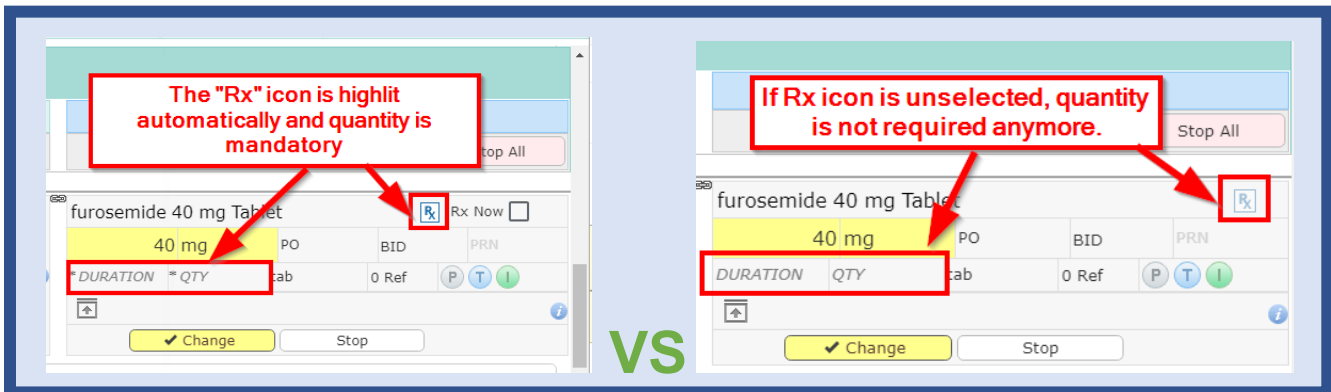 The "Rx" icon is highlit
automatically and quantity is
mandatory
top All
furosemide 40 mg Tablet
Rx Rx Now
40 mg PO BID PRN
*DURATION *QTY tab 0 Ref P T I
i
✔ Change Stop
VS
If Rx icon is unselected, quantity
is not required anymore.
Stop All
furosemide 40 mg Tablet Rx
40 mg PO BID PRN
DURATION QTY tab 0 Ref P T I
i
✔ Change Stop